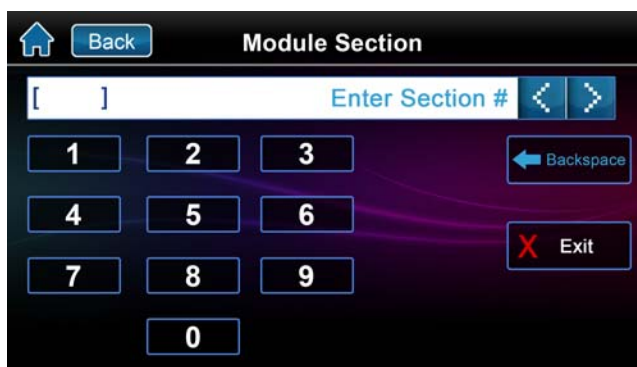 Back Module Section
[ ] Enter Section # < >
1 2 3 Backspace
4 5 6
X Exit
7 8 9
0